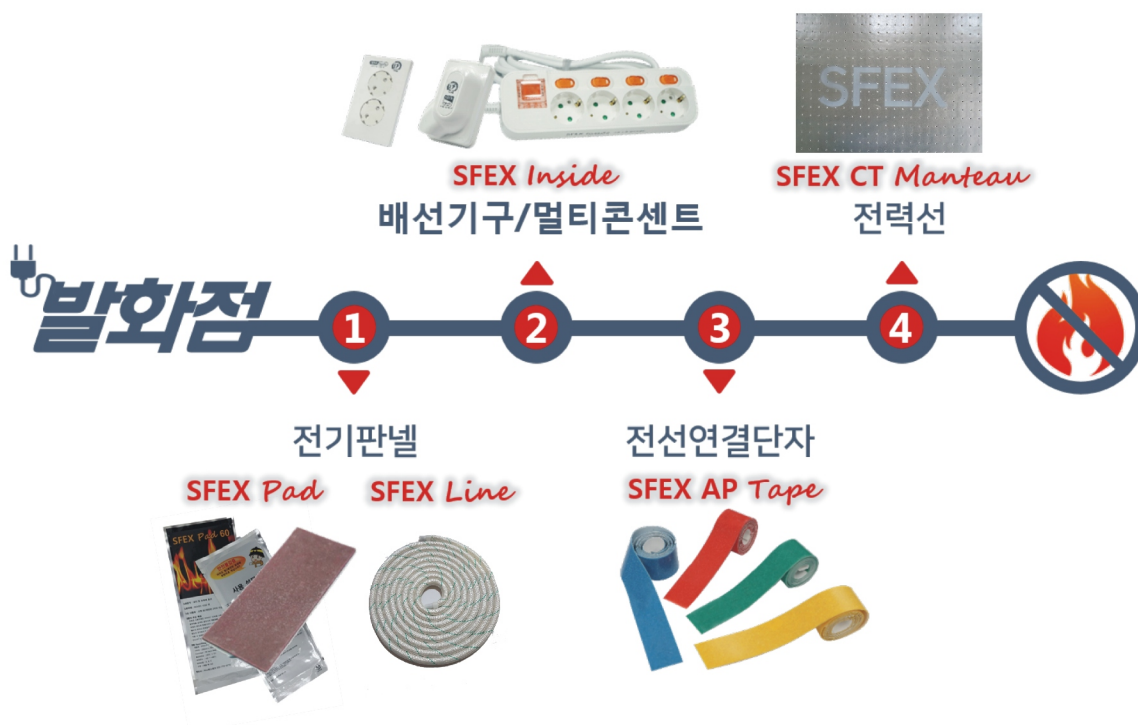 SFEX
SFEX Inside
SFEX CT Manteau
배선기구/멀티콘센트
전력선
발화점
1
2
3
4
전기판넬
전선연결단자
SFEX Pad
SFEX Line
SFEX AP Tape
SFEX Pad 60